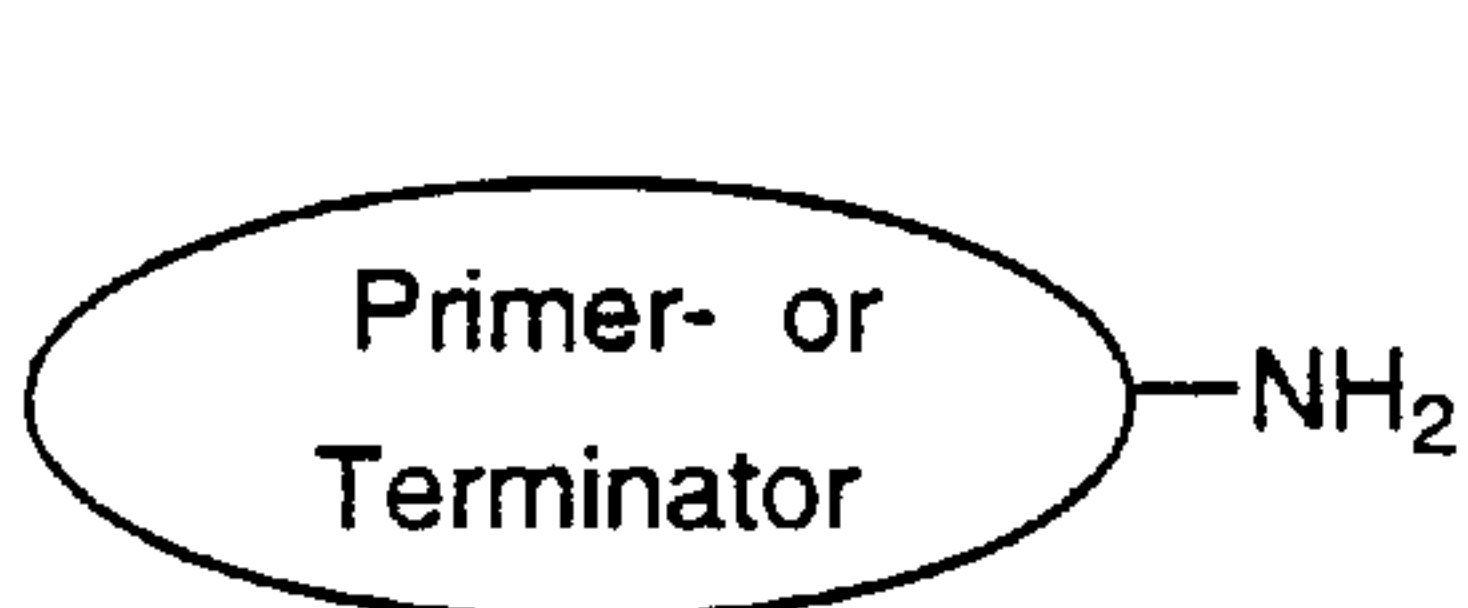 Primer- or
Terminator
NH₂